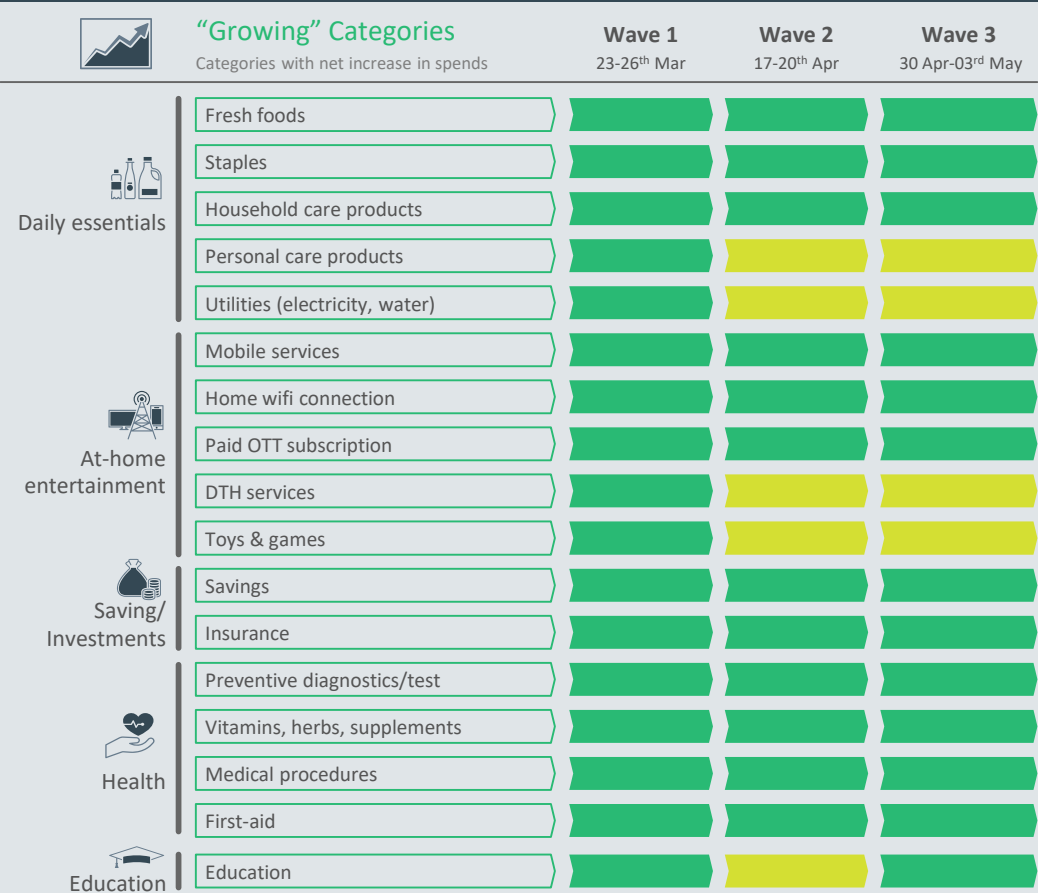 “Growing” Categories
Categories with net increase in spends
Wave 1
23-26th Mar
Wave 2
17-20th Apr
Wave 3
30 Apr-03rd May
Daily essentials
Fresh foods
Staples
Household care products
Personal care products
Utilities (electricity, water)
At-home
entertainment
Mobile services
Home wifi connection
Paid OTT subscription
DTH services
Toys & games
Saving/
Investments
Savings
Insurance
Health
Preventive diagnostics/test
Vitamins, herbs, supplements
Medical procedures
First-aid
Education
Education